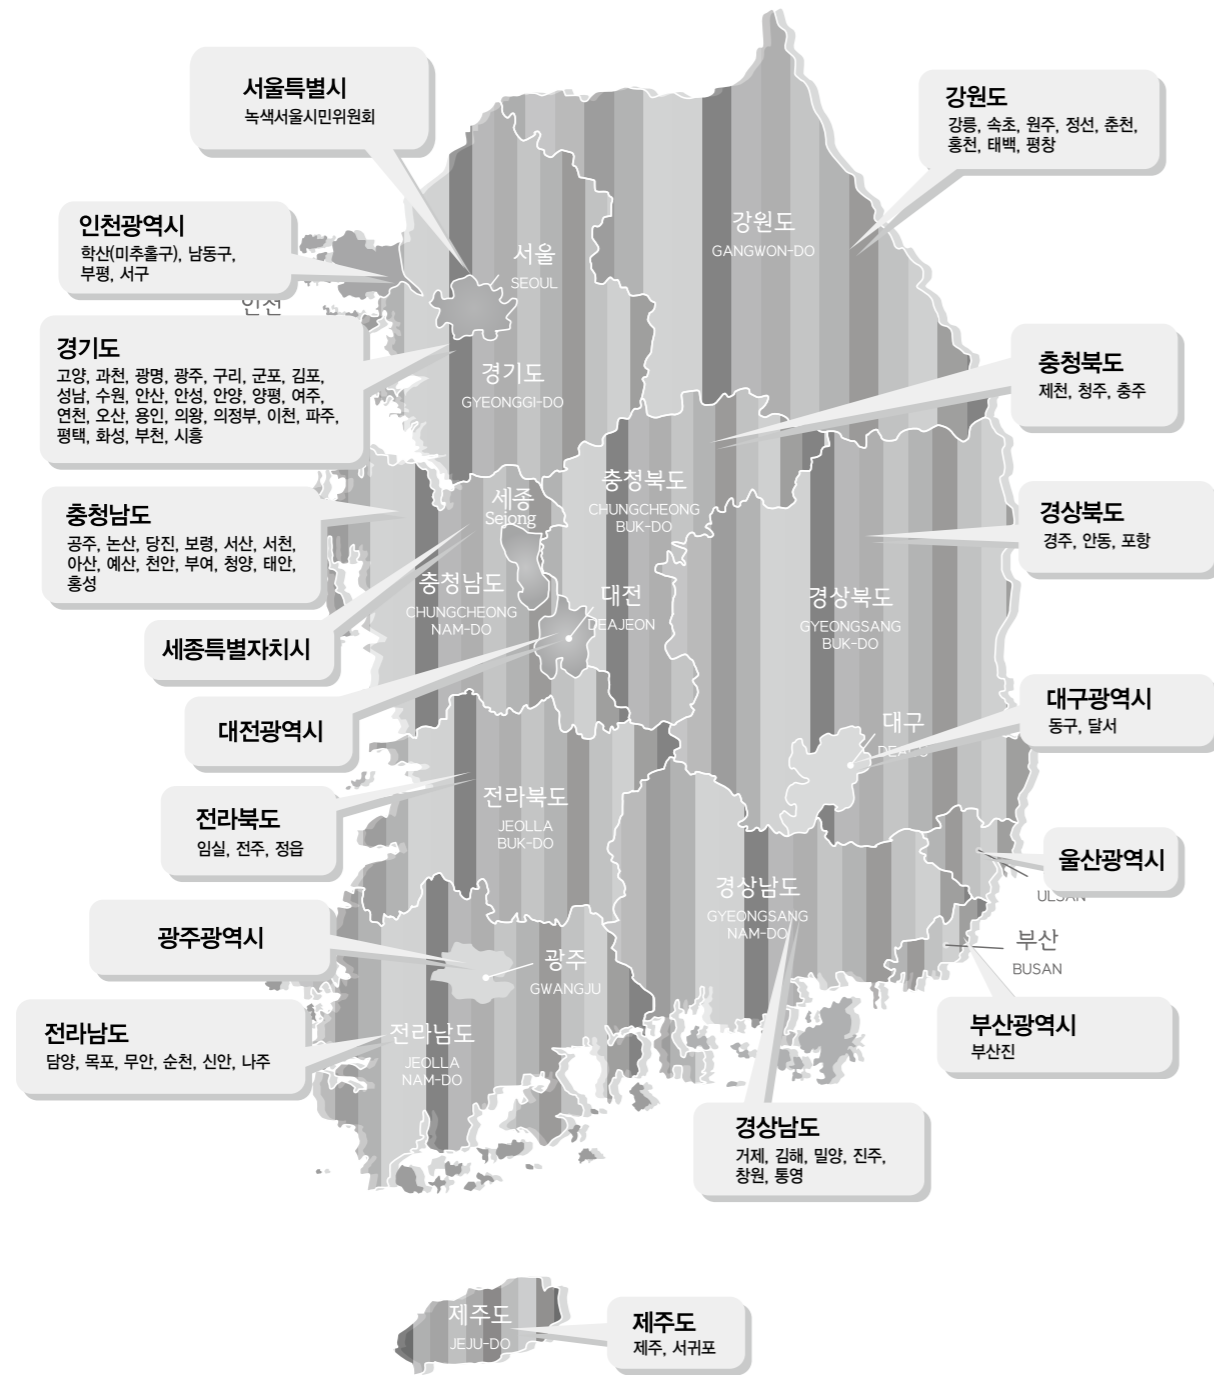 서울특별시
녹색서울시민위원회
강원도
강릉, 속초, 원주, 정선, 춘천,
홍천, 태백, 평창
인천광역시
학산(미추홀구), 남동구,
부평, 서구
인천
강원도
GANGWON-DO
서울
SEOUL
경기도
고양, 과천, 광명, 광주, 구리, 군포, 김포,
성남, 수원, 안산, 안성, 안양, 양평, 여주,
연천, 오산, 용인, 의왕, 의정부, 이천, 파주,
평택, 화성, 부천, 시흥
경기도
GYEONGGI-DO
충청북도
제천, 청주, 충주
충청북도
CHUNGCHEONG
BUK-DO
세종
Sejong
충청남도
공주, 논산, 당진, 보령, 서산, 서천,
아산, 예산, 천안, 부여, 청양, 태안,
홍성
경상북도
경주, 안동, 포항
충청남도
CHUNGCHEONG
NAM-DO
대전
DEAJEON
경상북도
GYEONGSANG
BUK-DO
세종특별자치시
대전광역시
대구광역시
동구, 달서
대구
전라북도
임실, 전주, 정읍
전라북도
JEOLLA
BUK-DO
울산광역시
ULSAN
경상남도
GYEONGSANG
NAM-DO
광주광역시
광주
GWANGJU
부산
BUSAN
전라남도
담양, 목포, 무안, 순천, 신안, 나주
전라남도
JEOLLA
NAM-DO
부산광역시
부산진
경상남도
거제, 김해, 밀양, 진주,
창원, 통영
제주도
JEJU-DO
제주도
제주, 서귀포